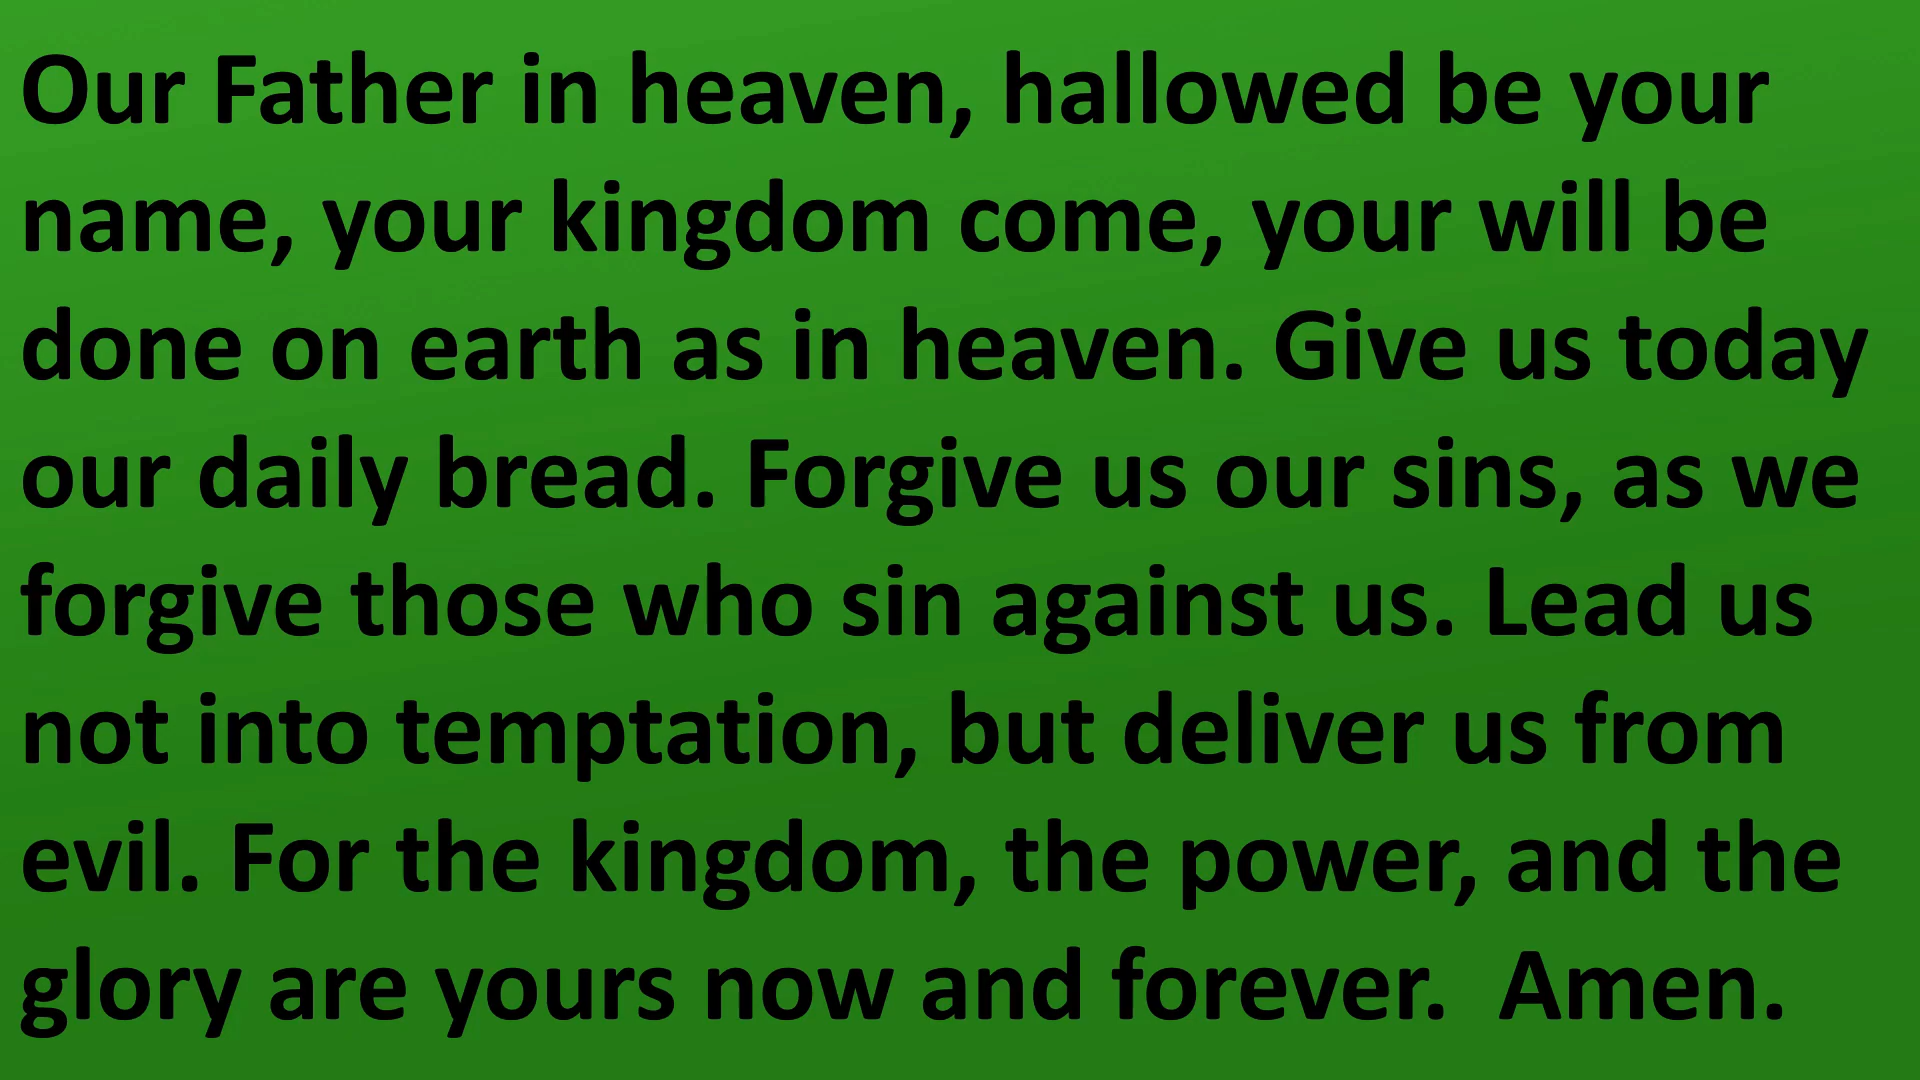 Our Father in heaven, hallowed be your
name, your kingdom come, your will be
done on earth as in heaven. Give us today
our daily bread. Forgive us our sins, as we
forgive those who sin against us. Lead us
not into temptation, but deliver us from
evil. For the kingdom, the power, and the
glory are yours now and forever.  Amen.